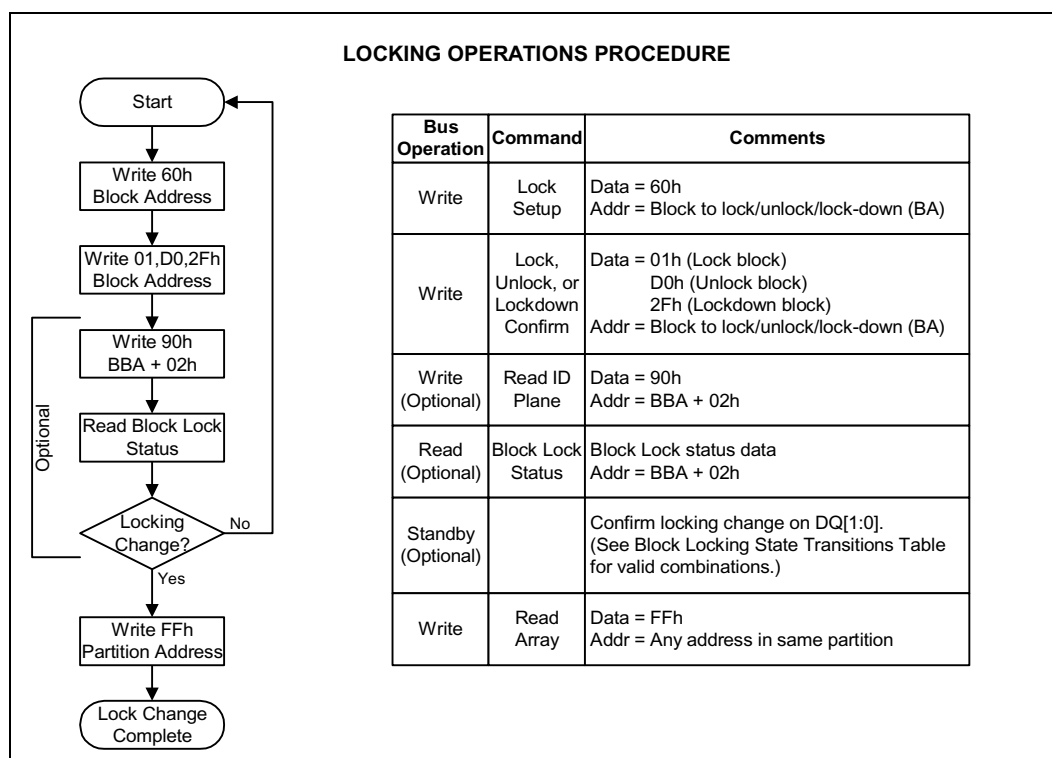 LOCKING OPERATIONS PROCEDURE
Start
Write 60h
Block Address
Write 01,D0,2Fh
Block Address
Optional
Write 90h
BBA + 02h
Read Block Lock
Status
Locking
Change?
No
Yes
Write FFh
Partition Address
Lock Change
Complete
Bus
Operation
Command
Comments
Write
Lock
Setup
Data = 60h
Addr = Block to lock/unlock/lock-down (BA)
Write
Lock,
Unlock, or
Lockdown
Confirm
Data = 01h (Lock block)
D0h (Unlock block)
2Fh (Lockdown block)
Addr = Block to lock/unlock/lock-down (BA)
Write
(Optional)
Read ID
Plane
Data = 90h
Addr = BBA + 02h
Read
(Optional)
Block Lock
Status
Block Lock status data
Addr = BBA + 02h
Standby
(Optional)
Confirm locking change on DQ[1:0].
(See Block Locking State Transitions Table
for valid combinations.)
Write
Read
Array
Data = FFh
Addr = Any address in same partition